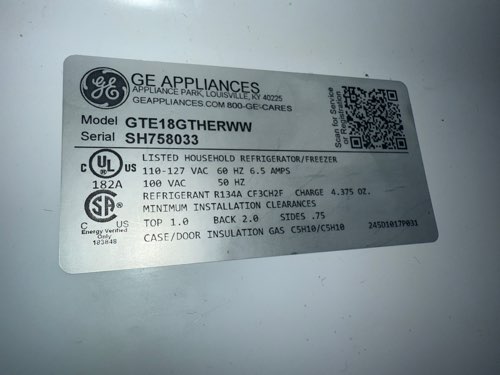 GE APPLIANCES
APPLIANCE PARK, LOUISVILLE, KY 40225
GEAPPLIANCES.COM 800-GE-CARES
Model GTE18GTHERWW
Serial SH758033
Scan for Service
or Registration
C UL US
LISTED HOUSEHOLD REFRIGERATOR/FREEZER
182A
110-127 VAC 60 HZ 6.5 AMPS
100 VAC 50 HZ
REFRIGERANT R134A CF3CH2F CHARGE 4.375 OZ.
MINIMUM INSTALLATION CLEARANCES
TOP 1.0 BACK 2.0 SIDES .75
CASE/DOOR INSULATION GAS C5H10/C5H10
245D1017P031
C US
Energy Verified
Only
103848